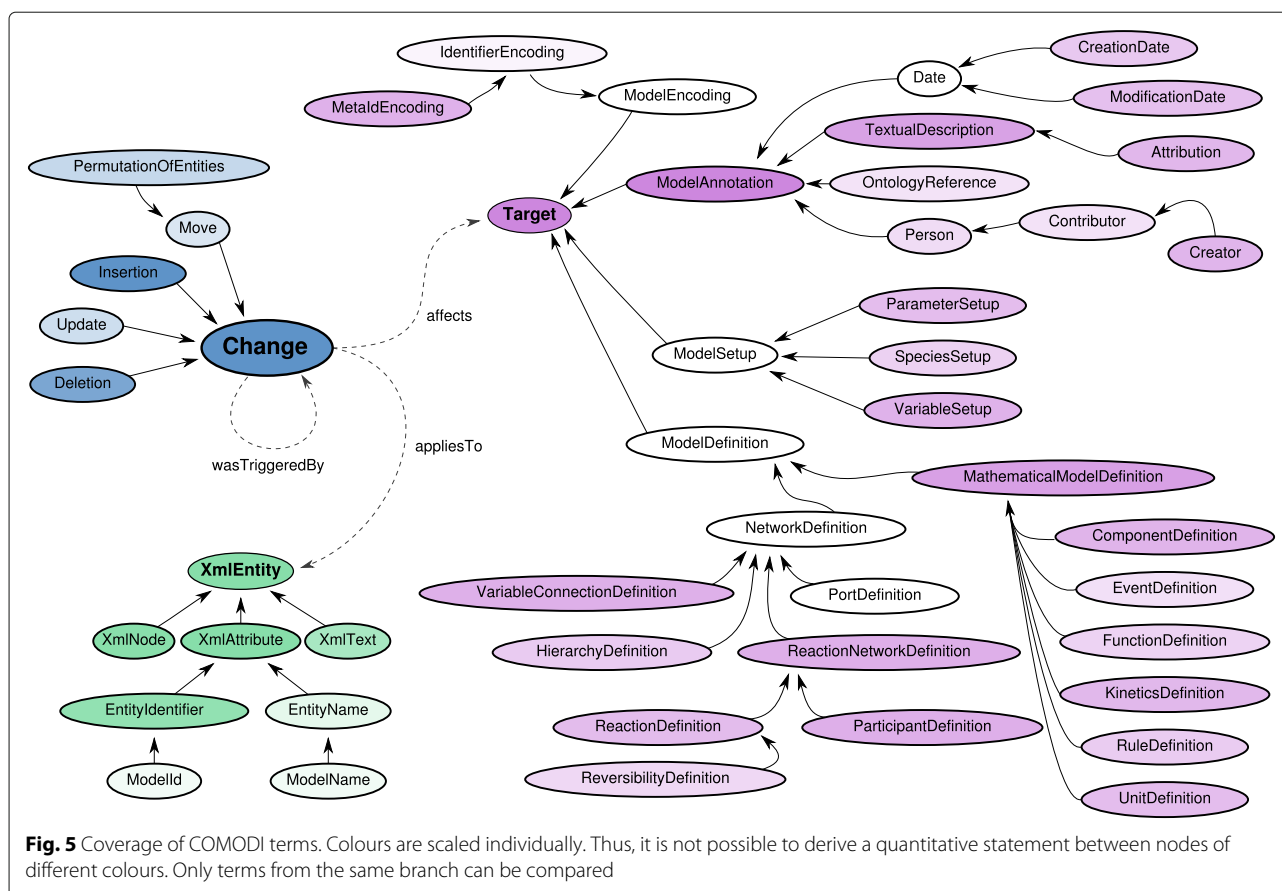 IdentifierEncoding
MetaIdEncoding
ModelEncoding
Date
CreationDate
ModificationDate
TextualDescription
Attribution
PermutationOfEntities
ModelAnnotation
OntologyReference
Target
Move
Person
Contributor
Creator
Insertion
Update
Change
Deletion
affects
ParameterSetup
ModelSetup
SpeciesSetup
VariableSetup
wasTriggeredBy
appliesTo
ModelDefinition
MathematicalModelDefinition
NetworkDefinition
ComponentDefinition
XmlEntity
VariableConnectionDefinition
PortDefinition
EventDefinition
XmlNode
XmlAttribute
XmlText
HierarchyDefinition
ReactionNetworkDefinition
FunctionDefinition
EntityIdentifier
EntityName
KineticsDefinition
ReactionDefinition
ParticipantDefinition
RuleDefinition
ModelId
ModelName
ReversibilityDefinition
UnitDefinition
Fig. 5 Coverage of COMODI terms. Colours are scaled individually. Thus, it is not possible to derive a quantitative statement between nodes of
different colours. Only terms from the same branch can be compared